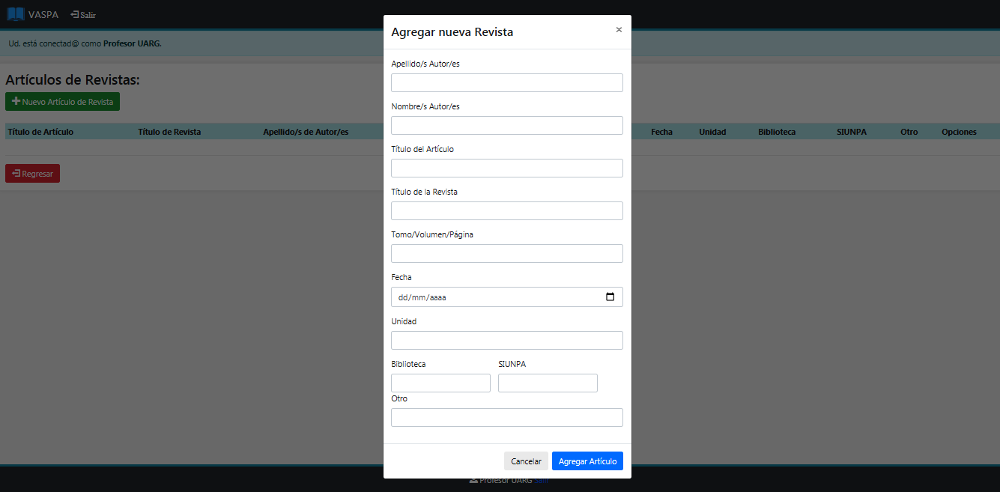 VASPA Salir
Ud. está conectad@ como Profesor UARG.
Artículos de Revistas:
Nuevo Artículo de Revista
Título de Artículo Título de Revista Apellido/s de Autor/es Fecha Unidad Biblioteca SIUNPA Otro Opciones
Regresar
Agregar nueva Revista ×
Apellido/s Autor/es
Nombre/s Autor/es
Título del Artículo
Título de la Revista
Tomo/Volumen/Página
Fecha
dd/mm/aaaa
Unidad
Biblioteca SIUNPA
Otro
Cancelar Agregar Artículo
Profesor UARG Salir